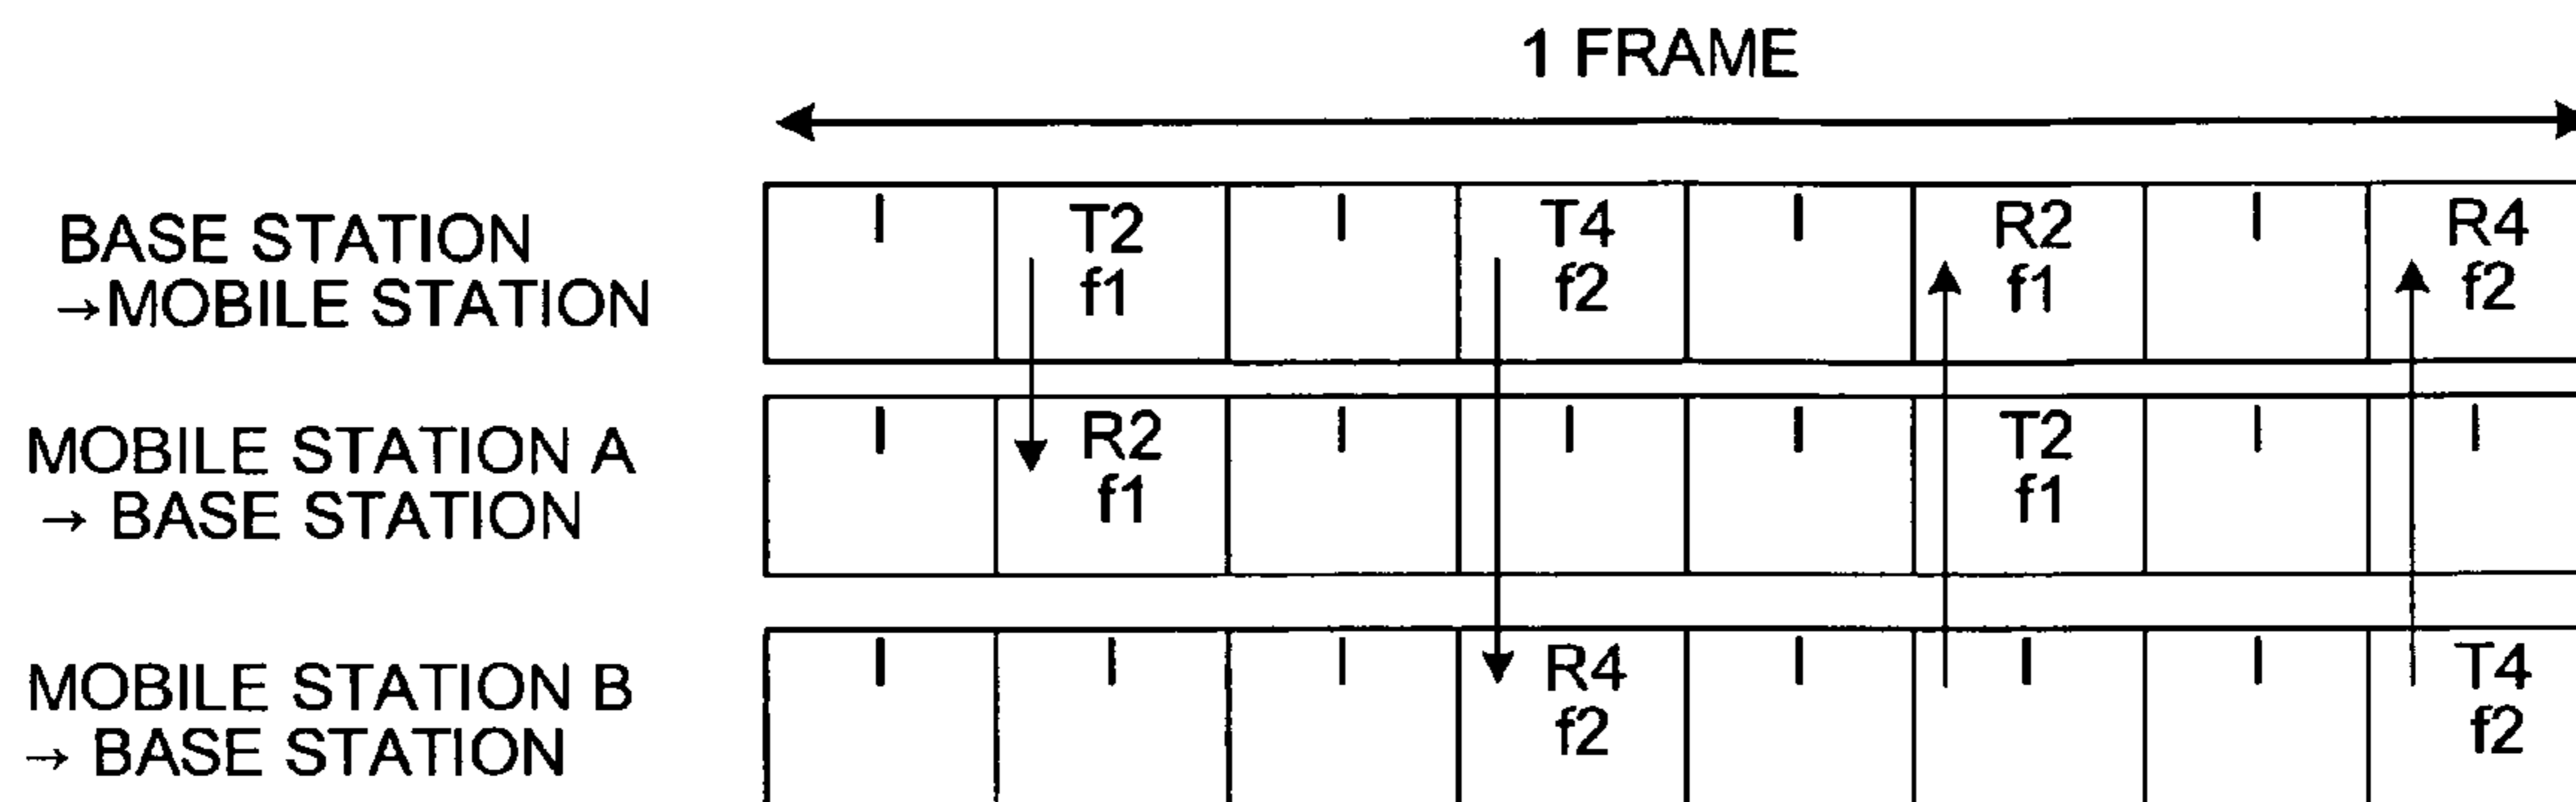 1 FRAME
BASE STATION
→MOBILE STATION
I T2 I T4 I R2 I R4
f1 f2 f1 f2
MOBILE STATION A
→ BASE STATION
I R2 I I I T2 I I
f1 f1
MOBILE STATION B
→ BASE STATION
I I I R4 I I I T4
f2 f2